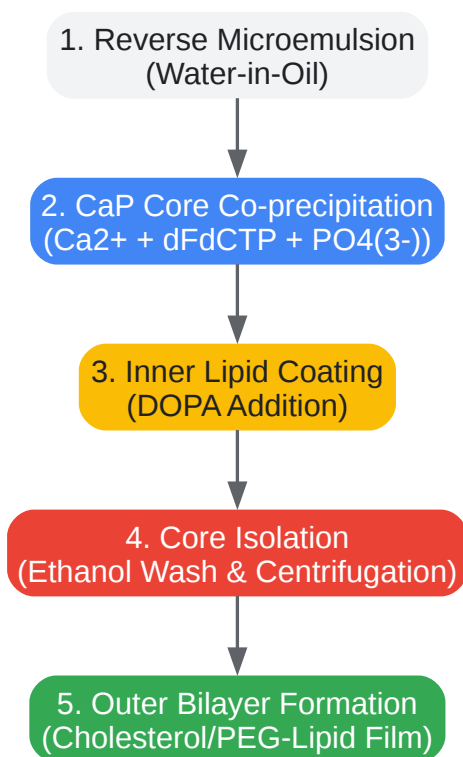 1. Reverse Microemulsion
(Water-in-Oil)
2. CaP Core Co-precipitation
(Ca2+ + dFdCTP + PO4(3-))
3. Inner Lipid Coating
(DOPA Addition)
4. Core Isolation
(Ethanol Wash & Centrifugation)
5. Outer Bilayer Formation
(Cholesterol/PEG-Lipid Film)